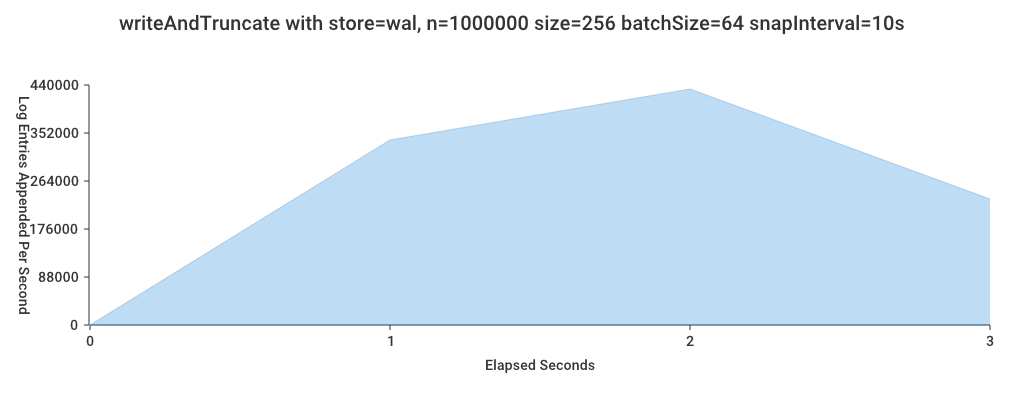 writeAndTruncate with store=wal, n=1000000 size=256 batchSize=64 snapInterval=10s
Log Entries Appended Per Second
440000
352000
264000
176000
88000
0
0 1 2 3
Elapsed Seconds